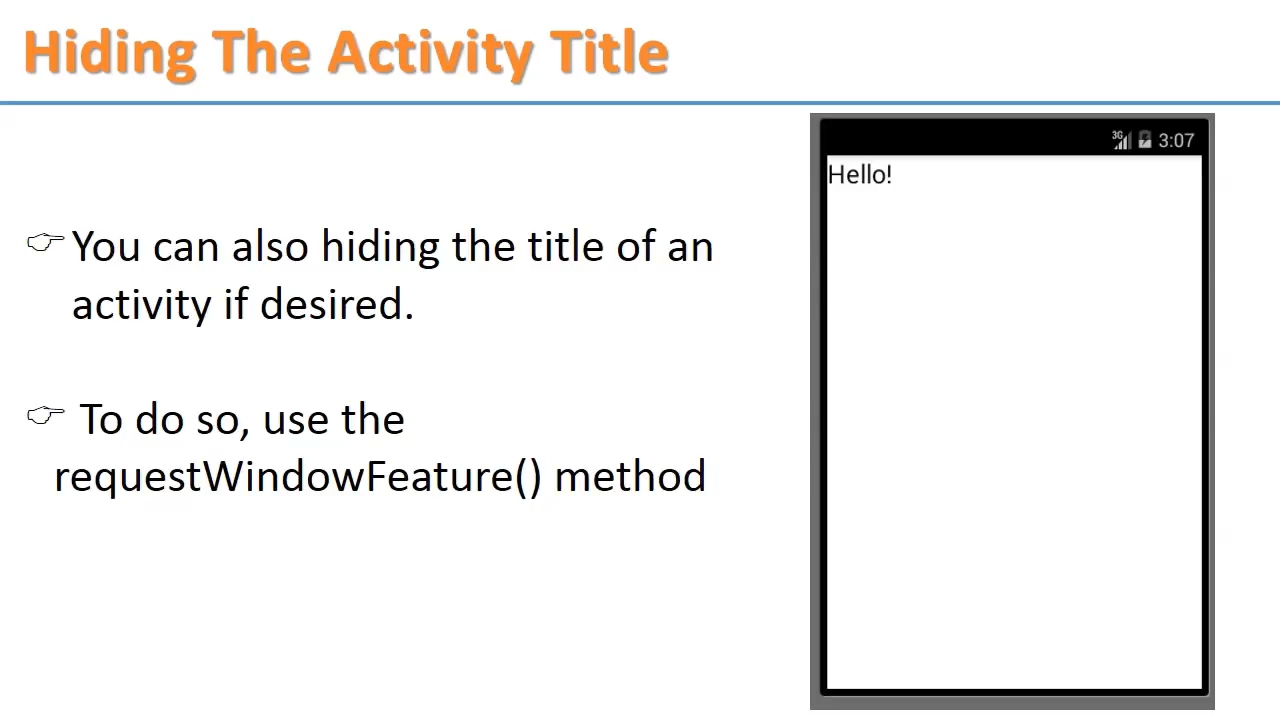 Hiding The Activity Title
You can also hiding the title of an
activity if desired.
To do so, use the
requestWindowFeature() method
3G 3:07
Hello!